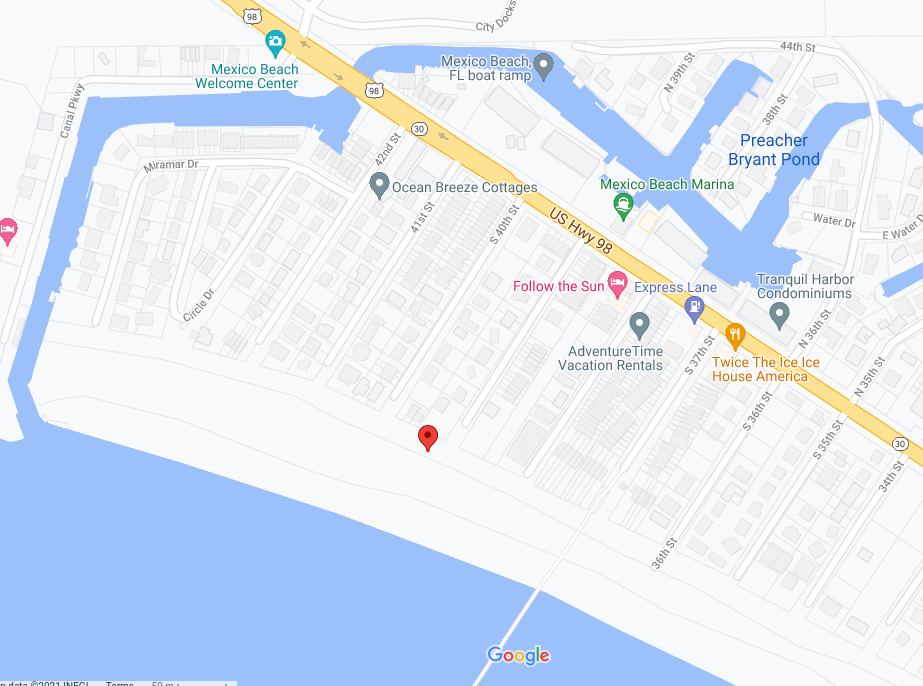 98
City Docks
44th St
Mexico Beach
Welcome Center
Mexico Beach,
FL boat ramp
N 39th St
98
38th St
Canal Pkwy
30
42nd St
Preacher
Bryant Pond
Miramar Dr
Ocean Breeze Cottages
Mexico Beach Marina
41st St
S 40th St
US Hwy 98
Water Dr
E Water D
Circle Dr
Follow the Sun
Express Lane
Tranquil Harbor
Condominiums
N 36th St
AdventureTime
Vacation Rentals
S 37th St
Twice The Ice Ice
House America
N 35th St
S 36th St
S 35th St
30
34th St
36th St
Google
©2021 INEGI
Terms